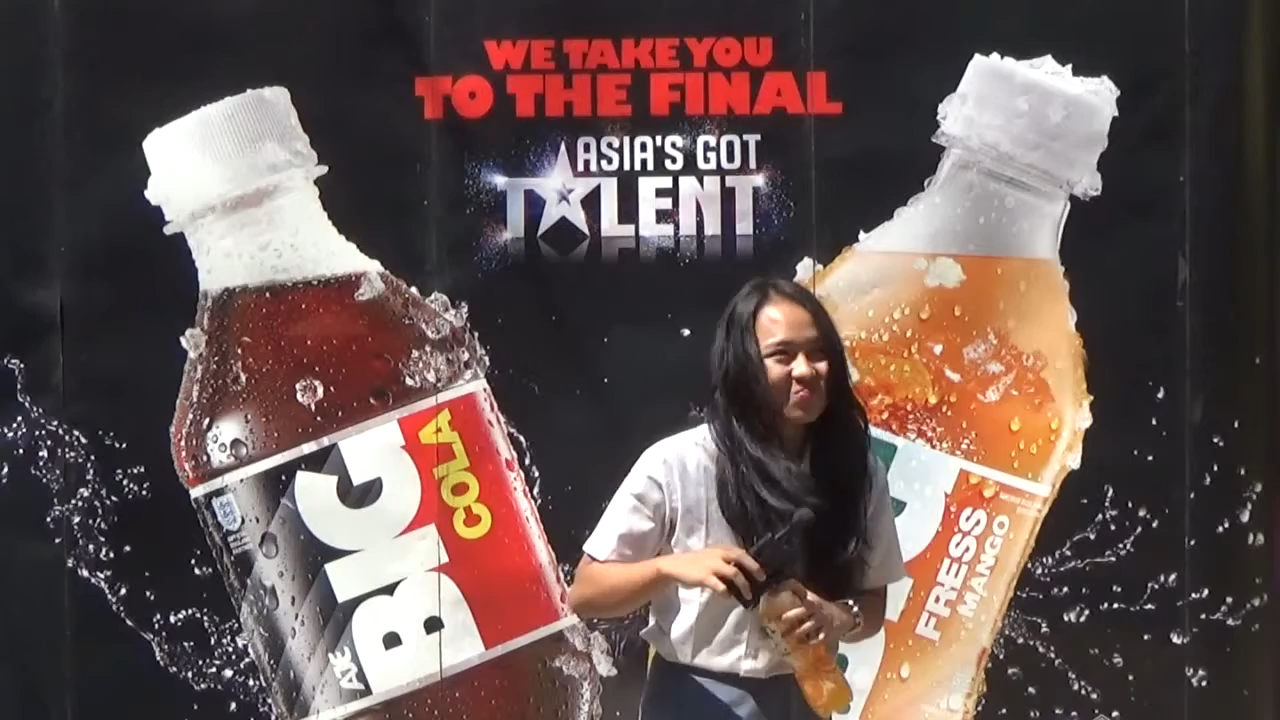 WE TAKE YOU
TO THE FINAL
ASIA'S GOT
TALENT
BIG
COLA
AJE
FRESS
MANGO